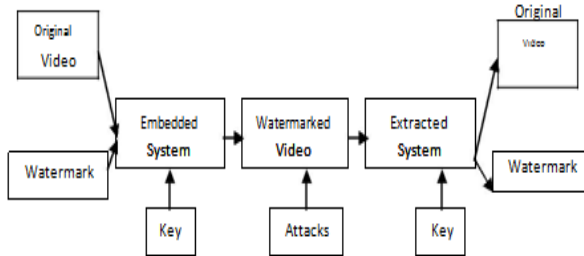 Original
Video
Watermark
Embedded
System
Key
Watermarked
Video
Attacks
Extracted
System
Key
Original
Video
Watermark